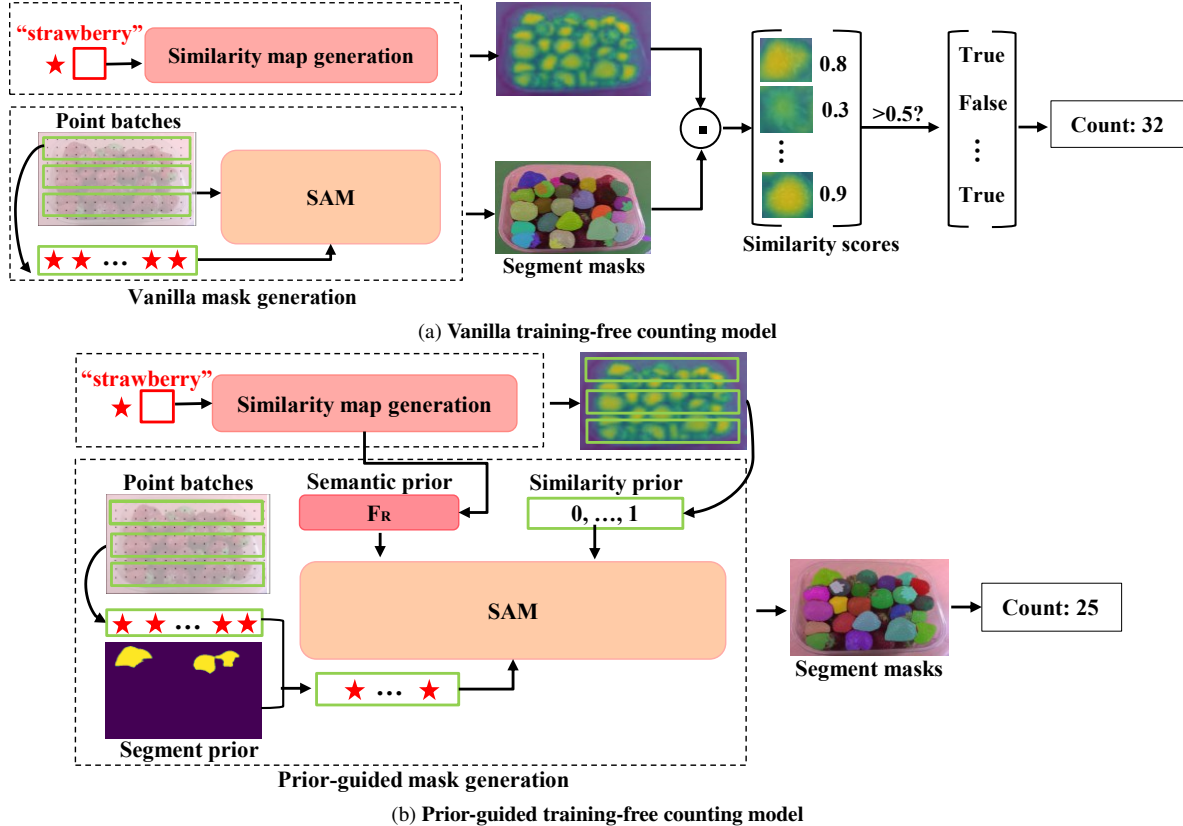 “strawberry”
Similarity map generation
Point batches
SAM
...
Vanilla mask generation
Segment masks
0.8
0.3
⋮
0.9
Similarity scores
>0.5?
True
False
⋮
True
Count: 32
(a) Vanilla training-free counting model
“strawberry”
Similarity map generation
Point batches
Semantic prior
FR
Similarity prior
0, ..., 1
SAM
...
...
Segment prior
Prior-guided mask generation
Segment masks
Count: 25
(b) Prior-guided training-free counting model